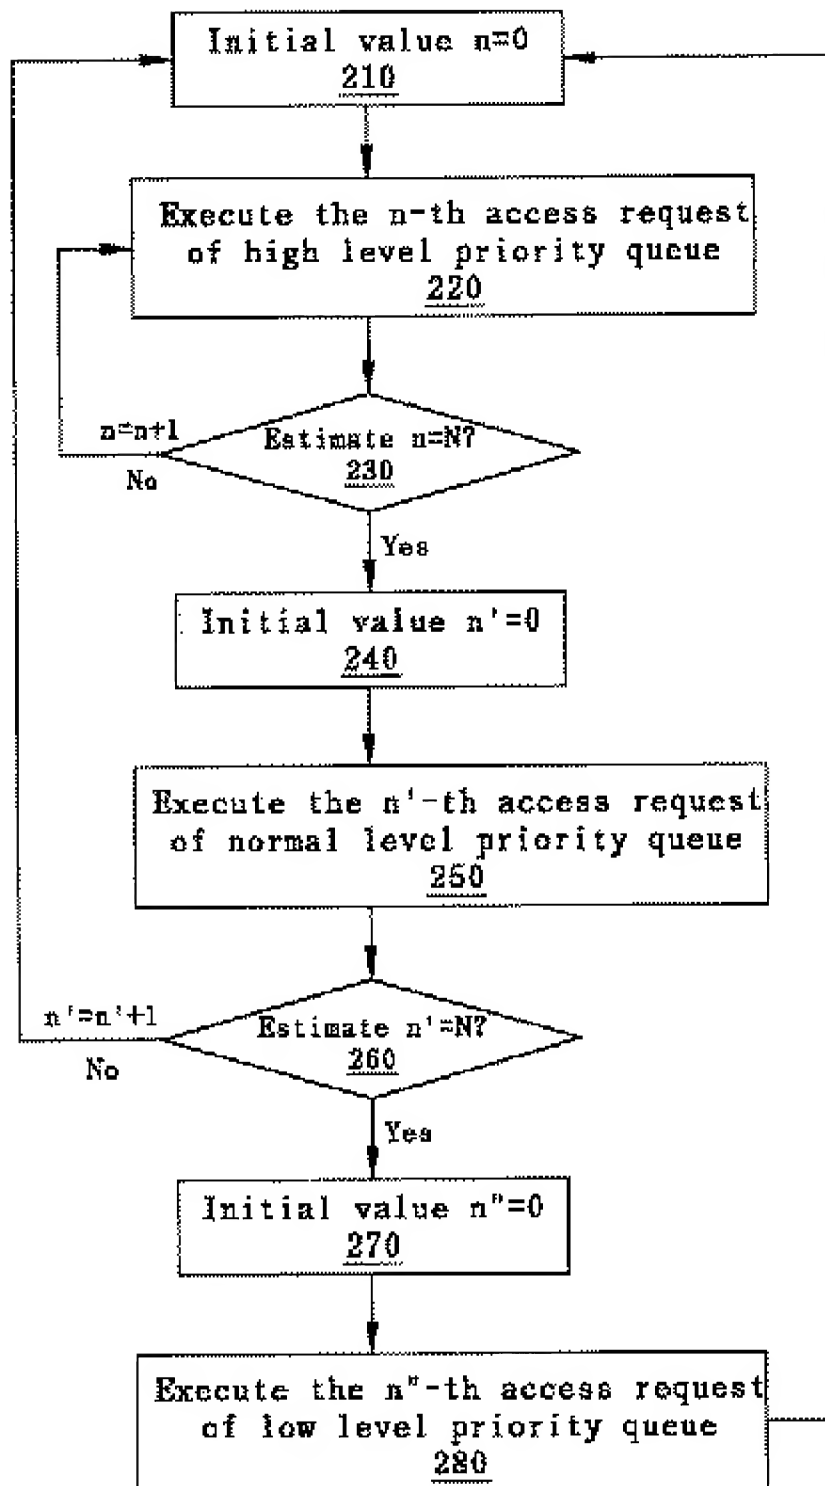 Initial value n=0
210
Execute the n-th access request
of high level priority queue
220
n=n+1
Estimate n=N?
230
No
Yes
Initial value n'=0
240
Execute the n'-th access request
of normal level priority queue
250
n'=n'+1
Estimate n'=N?
260
No
Yes
Initial value n"=0
270
Execute the n"-th access request
of low level priority queue
280